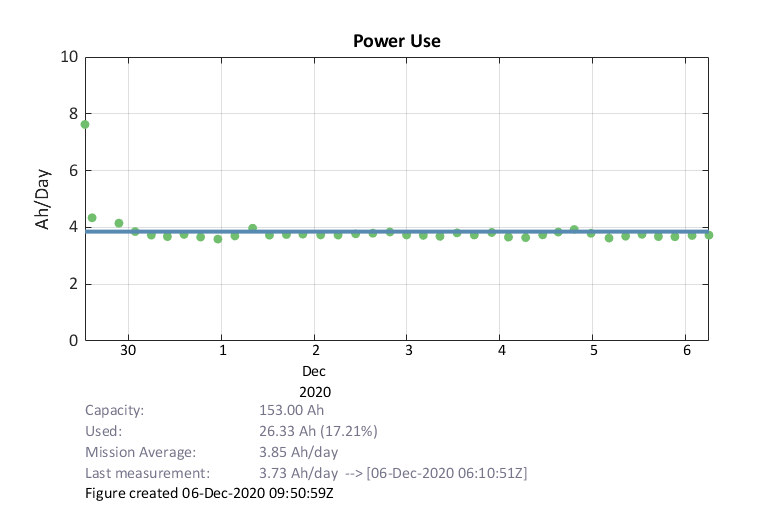 Power Use
10
8
6
4
2
0
Ah/Day
30 1 2 3 4 5 6
Dec
2020
Capacity: 153.00 Ah
Used: 26.33 Ah (17.21%)
Mission Average: 3.85 Ah/day
Last measurement: 3.73 Ah/day --> [06-Dec-2020 06:10:51Z]
Figure created 06-Dec-2020 09:50:59Z